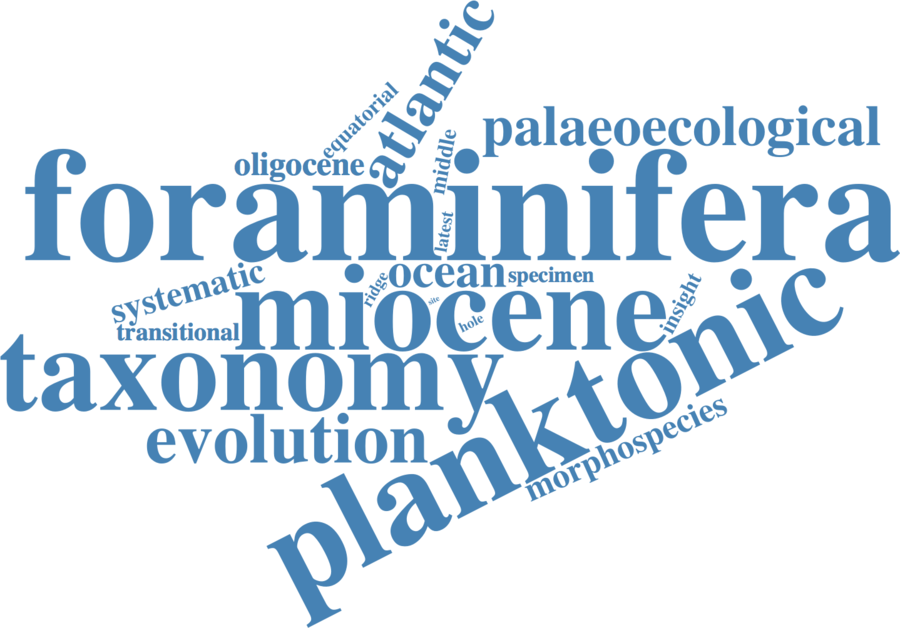 atlantic
equatorial
palaeoecological
middle
oligocene
foraminifera
latest
systematic
ridge
ocean
specimen
transitional
miocene
site
hole
insight
taxonomy
planktonic
evolution
morphospecies